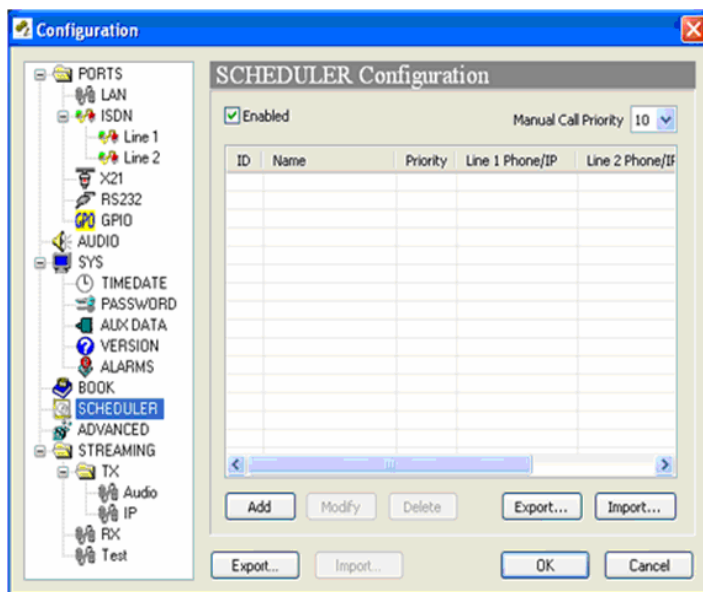 Configuration
PORTS
LAN
ISDN
Line 1
Line 2
X21
RS232
GPO GPIO
AUDIO
SYS
TIMEDATE
PASSWORD
AUX DATA
VERSION
ALARMS
BOOK
SCHEDULER
ADVANCED
STREAMING
TX
Audio
IP
RX
Test
SCHEDULER Configuration
Enabled
Manual Call Priority 10
ID Name Priority Line 1 Phone/IP Line 2 Phone/IF
Add Modify Delete Export... Import...
Export... Import... OK Cancel